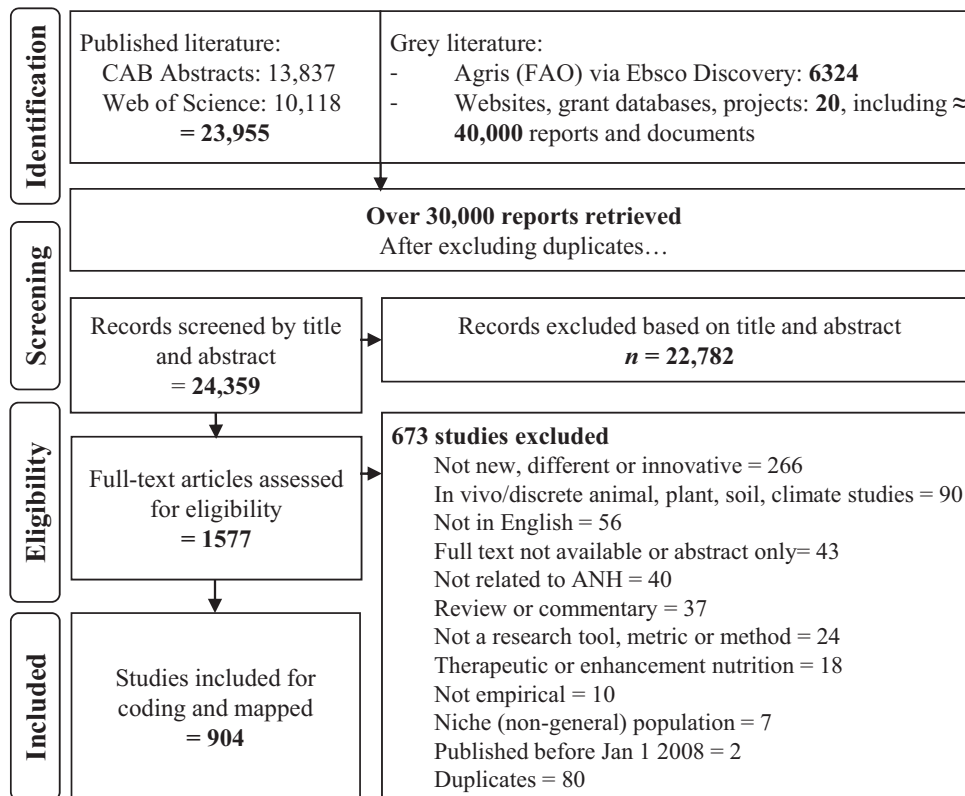 Identification
Published literature:
CAB Abstracts: 13,837
Web of Science: 10,118
= 23,955
Grey literature:
- Agris (FAO) via Ebsco Discovery: 6324
- Websites, grant databases, projects: 20, including ≈
40,000 reports and documents
Over 30,000 reports retrieved
After excluding duplicates…
Screening
Records screened by title
and abstract
= 24,359
Records excluded based on title and abstract
n = 22,782
Eligibility
Full-text articles assessed
for eligibility
= 1577
673 studies excluded
Not new, different or innovative = 266
In vivo/discrete animal, plant, soil, climate studies = 90
Not in English = 56
Full text not available or abstract only= 43
Not related to ANH = 40
Review or commentary = 37
Not a research tool, metric or method = 24
Therapeutic or enhancement nutrition = 18
Not empirical = 10
Niche (non-general) population = 7
Published before Jan 1 2008 = 2
Duplicates = 80
Included
Studies included for
coding and mapped
= 904